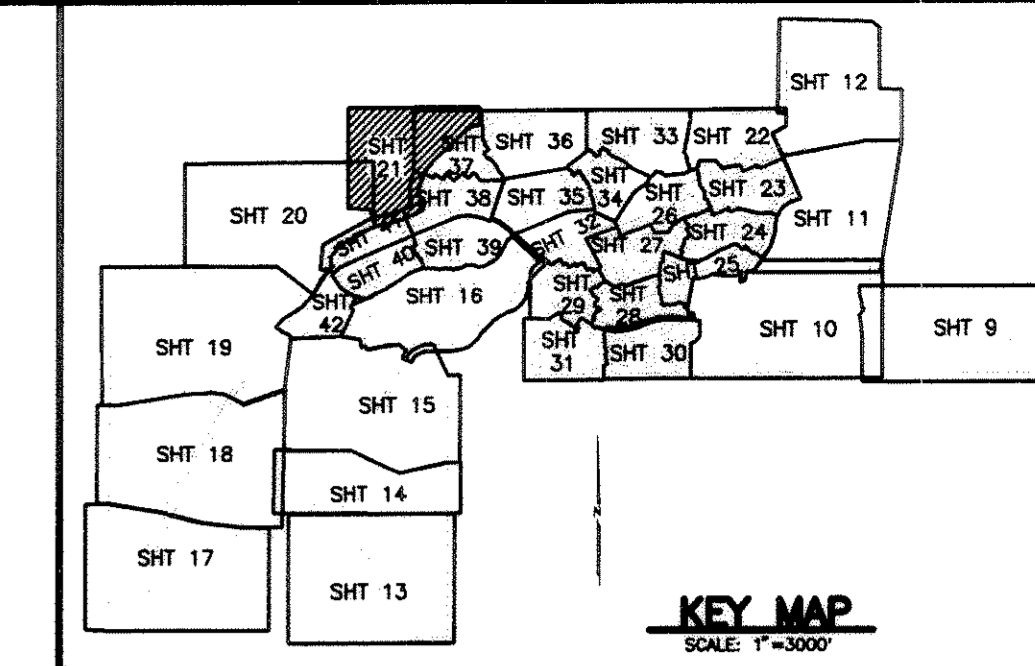 SHT 12
SHT 21
SHT 37
SHT 36
SHT 33
SHT 22
SHT 20
SHT 38
SHT 35
SHT 34
SHT 26
SHT 23
SHT 11
SHT 41
SHT 40
SHT 39
SHT 32
SHT 27
SHT 24
SHT 25
SHT 42
SHT 16
SHT 29
SHT 28
SHT 19
SHT 31
SHT 30
SHT 10
SHT 9
SHT 15
SHT 18
SHT 14
SHT 17
SHT 13
N
KEY MAP
SCALE: 1"=3000'